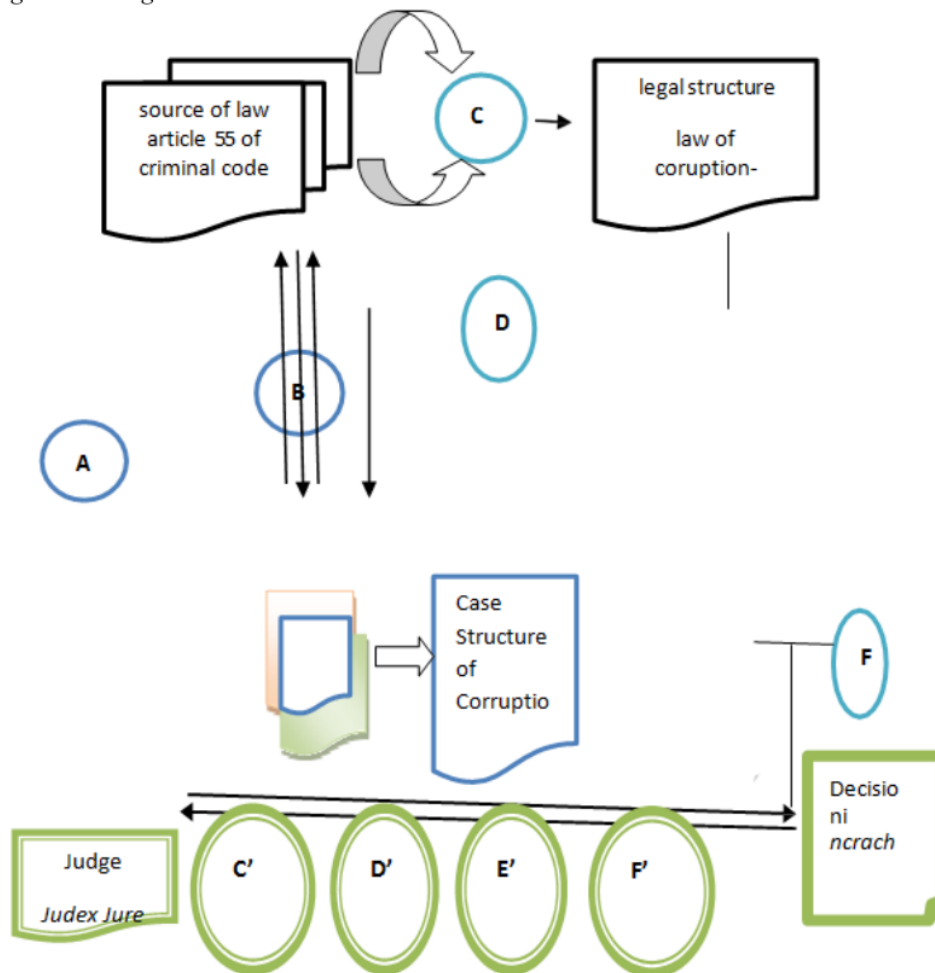 source of law
article 55 of
criminal code
C
legal structure
law of
coruption-
D
B
A
Case
Structure
of
Corruptio
F
Decisio
ni
ncrach
Judge
Judex Jure
C’
D’
E’
F’